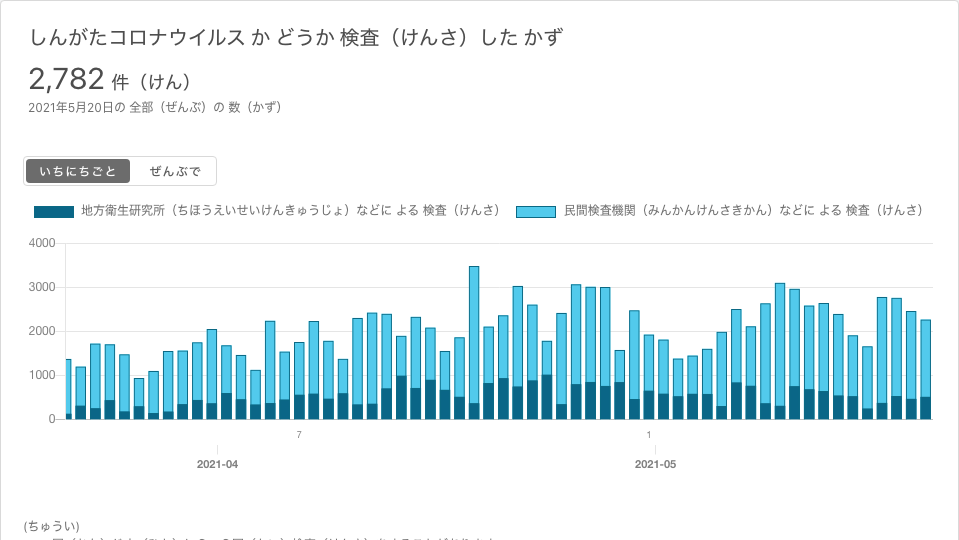 しんがたコロナウイルス か どうか 検査（けんさ）した かず
2,782 件（けん）
2021年5月20日の 全部（ぜんぶ）の 数（かず）
いちにちごと ぜんぶで
地方衛生研究所（ちほうえいせいけんきゅうじょ）などに よる 検査（けんさ） 民間検査機関（みんかんけんさきかん）などに よる 検査（けんさ）
4000
3000
2000
1000
0
7 1
2021-04 2021-05
(ちゅうい)